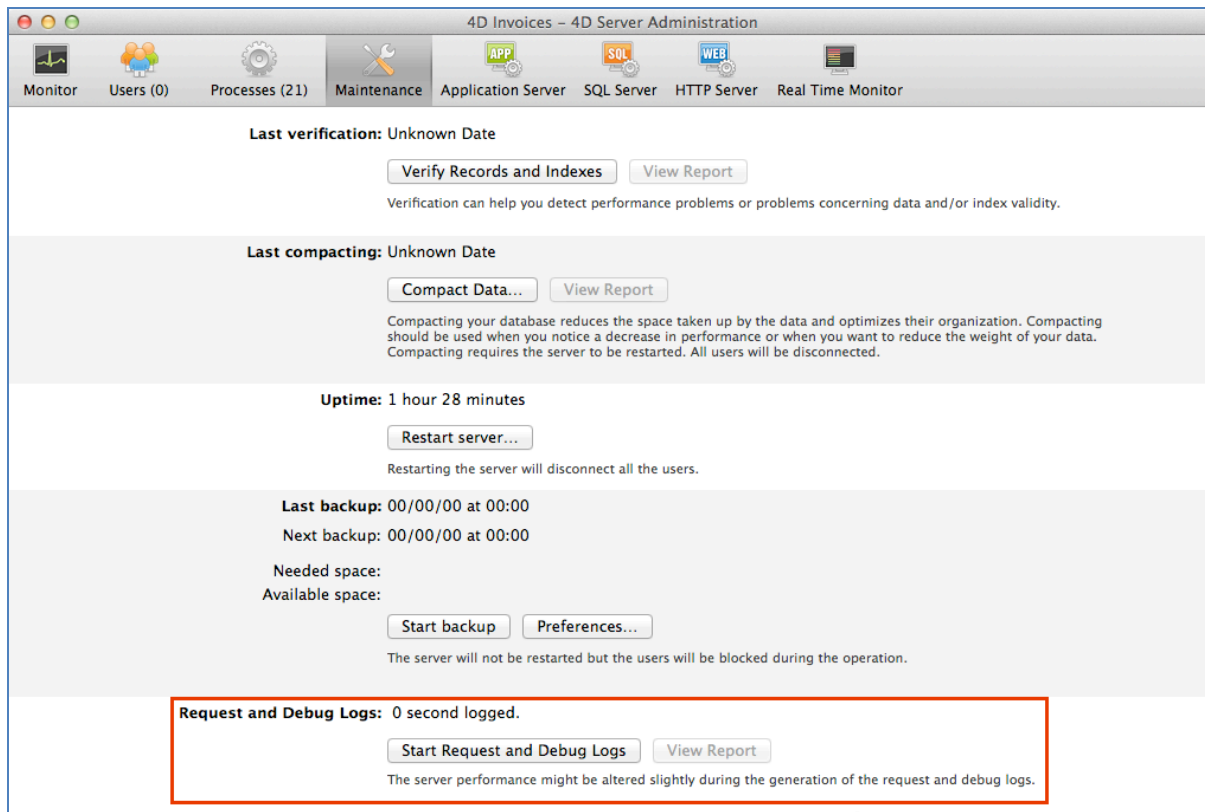 4D Invoices – 4D Server Administration
Monitor Users (0) Processes (21) Maintenance APP Application Server SQL SQL Server WEB HTTP Server Real Time Monitor
Last verification: Unknown Date
Verify Records and Indexes View Report
Verification can help you detect performance problems or problems concerning data and/or index validity.
Last compacting: Unknown Date
Compact Data... View Report
Compacting your database reduces the space taken up by the data and optimizes their organization. Compacting
should be used when you notice a decrease in performance or when you want to reduce the weight of your data.
Compacting requires the server to be restarted. All users will be disconnected.
Uptime: 1 hour 28 minutes
Restart server...
Restarting the server will disconnect all the users.
Last backup: 00/00/00 at 00:00
Next backup: 00/00/00 at 00:00
Needed space:
Available space:
Start backup Preferences...
The server will not be restarted but the users will be blocked during the operation.
Request and Debug Logs: 0 second logged.
Start Request and Debug Logs View Report
The server performance might be altered slightly during the generation of the request and debug logs.